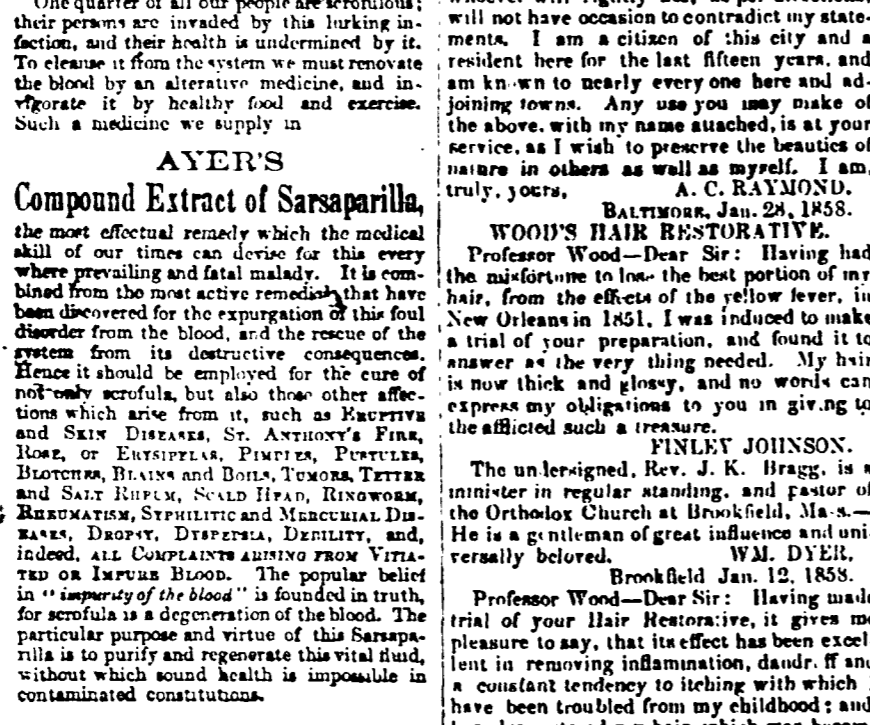 One quarter of all our people are scrofulous;
their persons are invaded by this lurking in-
fection, and their health is undermined by it.
To cleanse it from the system we must renovate
the blood by an alterative medicine, and in-
vigorate it by healthy food and exercise.
Such a medicine we supply in
AYER'S
Compound Extract of Sarsaparilla,
the most effectual remedy which the medical
skill of our times can devise for this every
where prevailing and fatal malady. It is com-
bined from the most active remedials that have
been discovered for the expurgation of this foul
disorder from the blood, and the rescue of the
system from its destructive consequences.
Hence it should be employed for the cure of
not only scrofula, but also those other affec-
tions which arise from it, such as ERUPTIVE
and SKIN DISEASES, ST. ANTHONY'S FIRE,
ROSE, or ERYSIPELAS, PIMPLES, PUSTULES,
BLOTCHES, BLAINS and BOILS, TUMORS, TETTER
and SALT RHEUM, SCALD HEAD, RINGWORM,
RHEUMATISM, SYPHILITIC and MERCURIAL DIS-
EASES, DROPSY, DYSPEPSIA, DEBILITY, and,
indeed, ALL COMPLAINTS ARISING FROM VITIA-
TED OR IMPURE BLOOD. The popular belief
in "impurity of the blood" is founded in truth,
for scrofula is a degeneration of the blood. The
particular purpose and virtue of this Sarsapa-
rilla is to purify and regenerate this vital fluid,
without which sound health is impossible in
contaminated constitutions.
will not have occasion to contradict my state-
ments. I am a citizen of this city and a
resident here for the last fifteen years, and
am known to nearly every one here and ad-
joining towns. Any use you may make of
the above, with my name attached, is at your
service, as I wish to preserve the beauties of
nature in others as well as myself. I am,
truly, yours, A. C. RAYMOND.
BALTIMORE, Jan. 28, 1858.
WOOD'S HAIR RESTORATIVE.
Professor Wood—Dear Sir: Having had
the misfortune to lose the best portion of my
hair, from the effects of the yellow fever, in
New Orleans in 1851, I was induced to make
a trial of your preparation, and found it to
answer as the very thing needed. My hair
is now thick and glossy, and no words can
express my obligations to you in giving to
the afflicted such a treasure.
FINLEY JOHNSON.
The undersigned, Rev. J. K. Bragg, is a
minister in regular standing, and pastor of
the Orthodox Church at Brookfield, Mass.—
He is a gentleman of great influence and uni
versally beloved. WM. DYER.
Brookfield Jan. 12, 1858.
Professor Wood—Dear Sir: Having made
trial of your Hair Restorative, it gives me
pleasure to say, that its effect has been excel
lent in removing inflammation, dandruff and
a constant tendency to itching with which I
have been troubled from my childhood; and